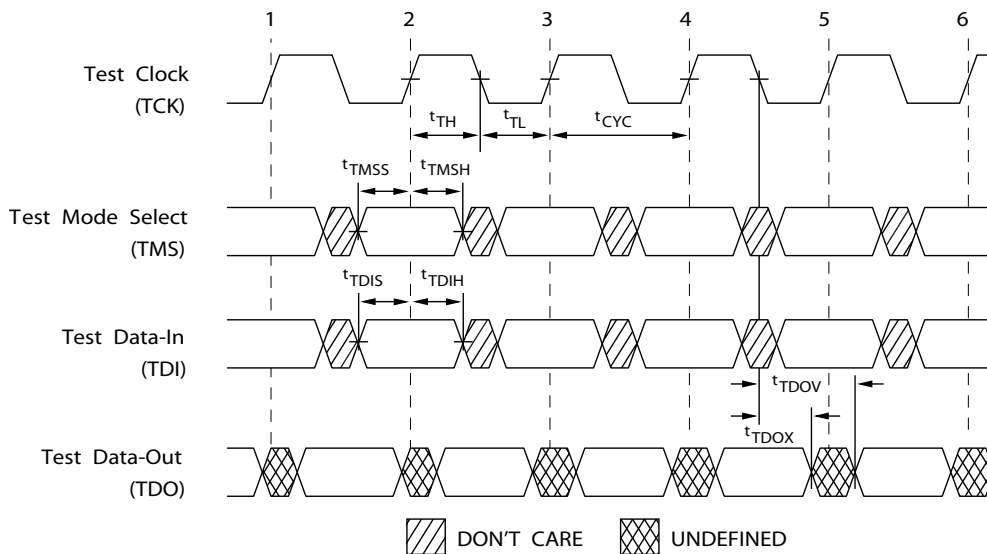 1 2 3 4 5 6
Test Clock
(TCK)
tTH tTL tCYC
tTMSS tTMSH
Test Mode Select
(TMS)
tTDIS tTDIH
Test Data-In
(TDI)
tTDOV
tTDOX
Test Data-Out
(TDO)
DON'T CARE UNDEFINED